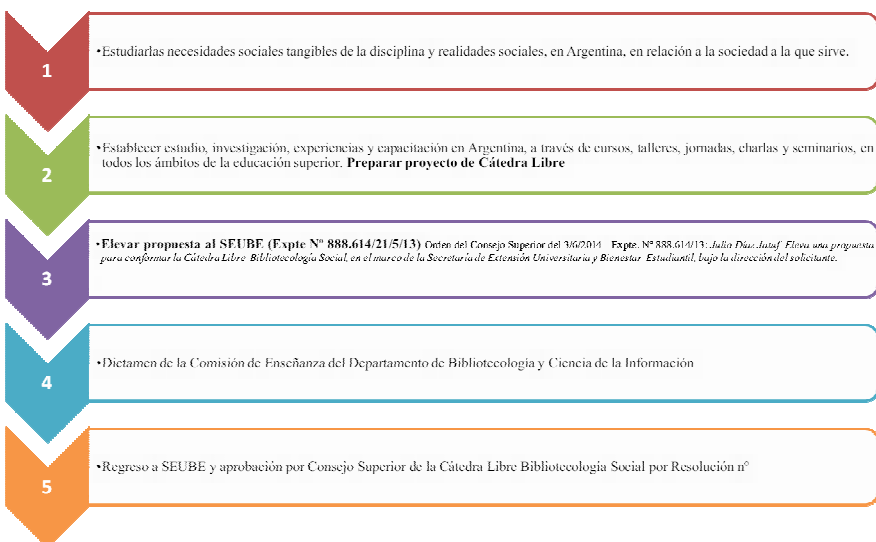 1
•Estudiarlas necesidades sociales tangibles de la disciplina y realidades sociales, en Argentina, en relación a la sociedad a la que sirve.
2
•Establecer estudio, investigación, experiencias y capacitación en Argentina, a través de cursos, talleres, jornadas, charlas y seminarios, en
todos los ámbitos de la educación superior. Preparar proyecto de Cátedra Libre
3
•Elevar propuesta al SEUBE (Expte Nº 888.614/21/5/13) Orden del Consejo Superior del 3/6/2014 Expte. Nº 888.614/13: Julio Díaz Jatuf Eleva una propuesta
para conformar la Cátedra Libre Bibliotecología Social, en el marco de la Secretaría de Extensión Universitaria y Bienestar Estudiantil, bajo la dirección del solicitante.
4
•Dictamen de la Comisión de Enseñanza del Departamento de Bibliotecología y Ciencia de la Información
5
•Regreso a SEUBE y aprobación por Consejo Superior de la Cátedra Libre Bibliotecología Social por Resolución nº